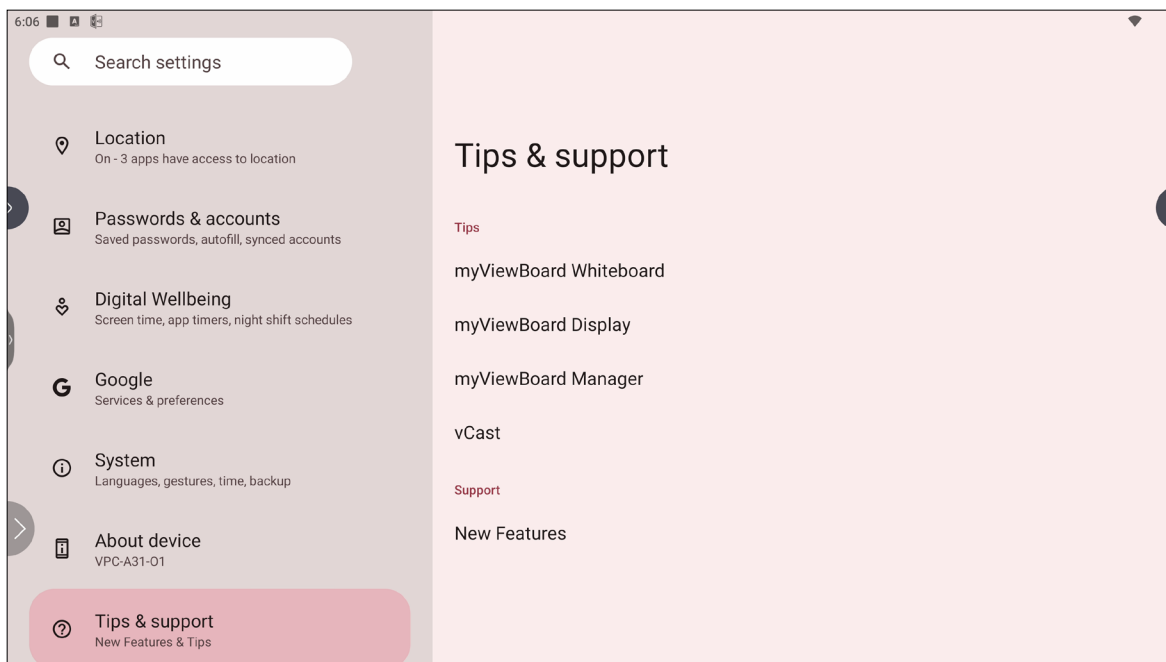 6:06
Search settings
Location
On - 3 apps have access to location
Passwords & accounts
Saved passwords, autofill, synced accounts
Digital Wellbeing
Screen time, app timers, night shift schedules
Google
Services & preferences
System
Languages, gestures, time, backup
About device
VPC-A31-O1
Tips & support
New Features & Tips
Tips & support
Tips
myViewBoard Whiteboard
myViewBoard Display
myViewBoard Manager
vCast
Support
New Features